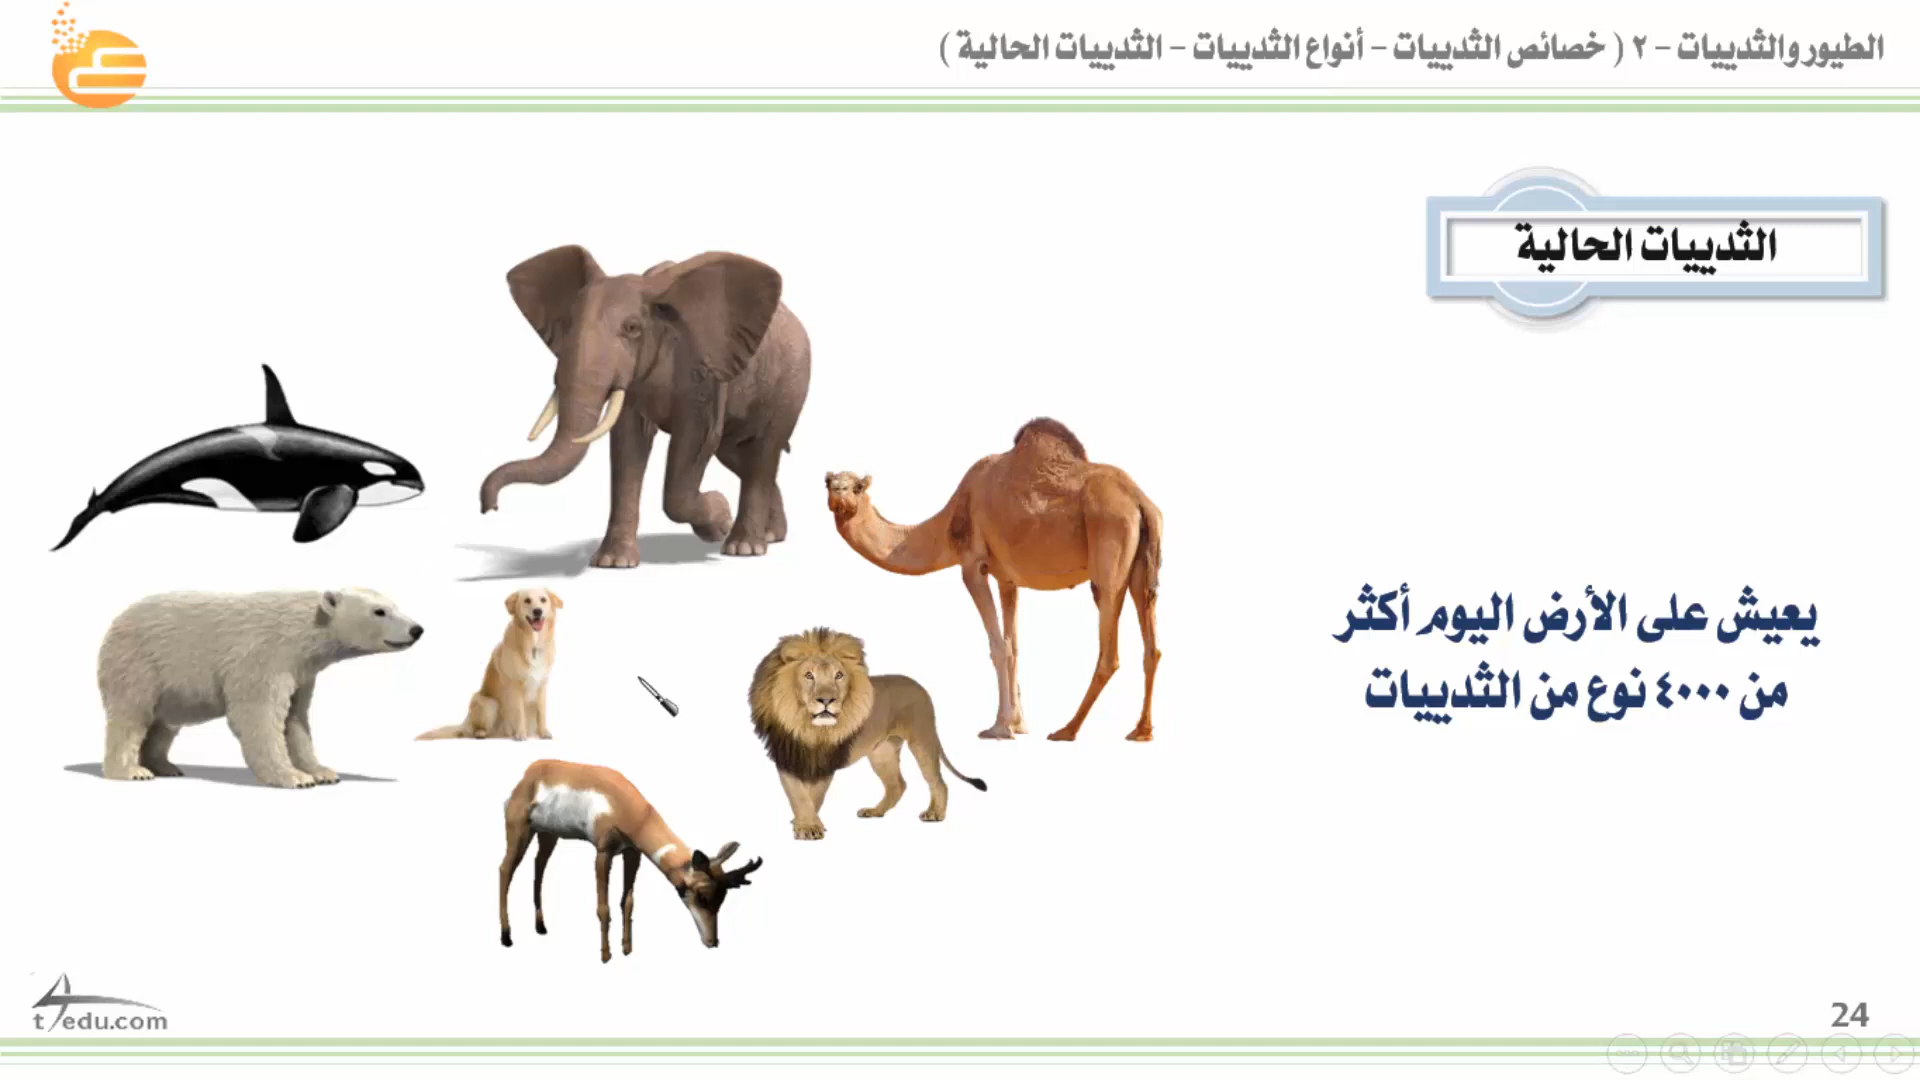 الطيور والثدييات - ٢ ( خصائص الثدييات - أنواع الثدييات - الثدييات الحالية )
الثدييات الحالية
يعيش على الأرض اليوم أكثر
من ٤٠٠٠ نوع من الثدييات
t4edu.com
24